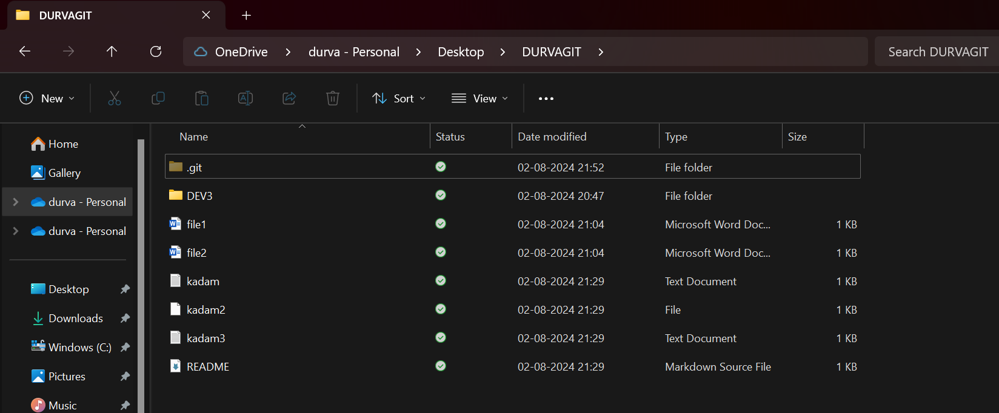 DURVAGIT
OneDrive > durva - Personal > Desktop > DURVAGIT >
Search DURVAGIT
New
Sort
View
Name Status Date modified Type Size
Home
Gallery
durva - Personal
durva - Personal
Desktop
Downloads
Windows (C:)
Pictures
Music
.git 02-08-2024 21:52 File folder
DEV3 02-08-2024 20:47 File folder
file1 02-08-2024 21:04 Microsoft Word Doc... 1 KB
file2 02-08-2024 21:04 Microsoft Word Doc... 1 KB
kadam 02-08-2024 21:29 Text Document 1 KB
kadam2 02-08-2024 21:29 File 1 KB
kadam3 02-08-2024 21:29 Text Document 1 KB
README 02-08-2024 21:29 Markdown Source File 1 KB